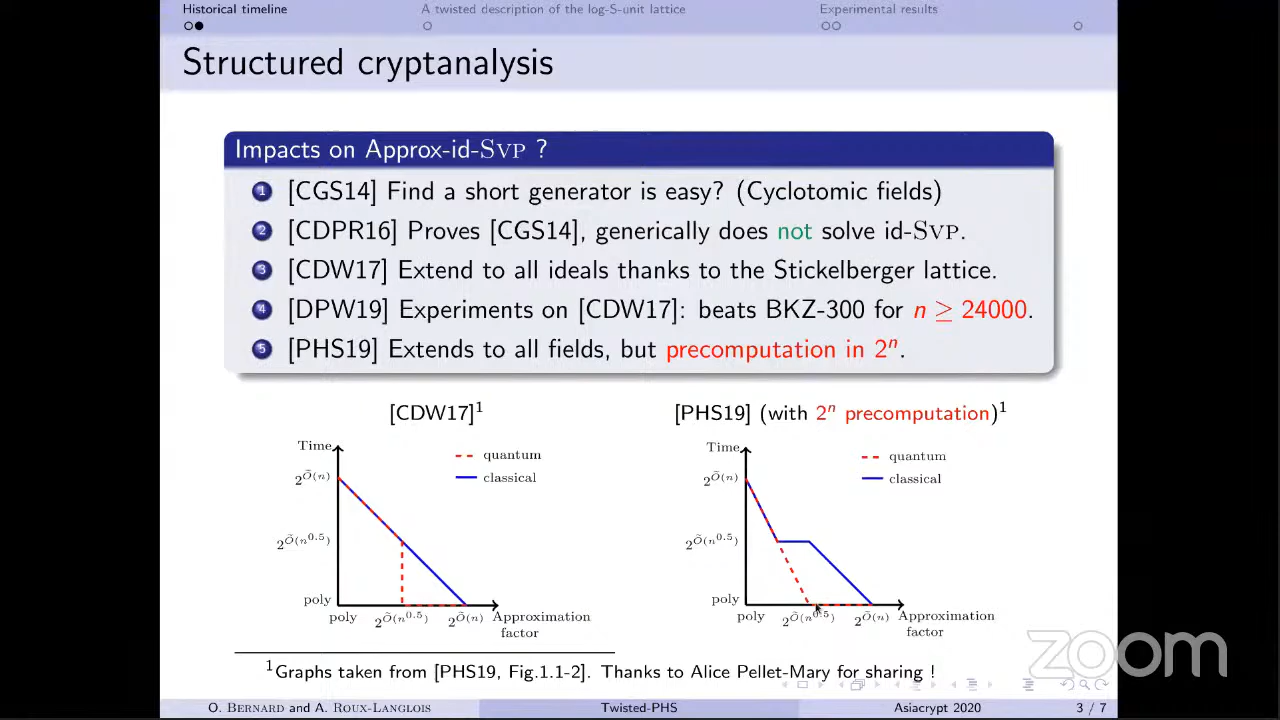 Historical timeline
A twisted description of the log-S-unit lattice
Experimental results
Structured cryptanalysis
Impacts on Approx-id-SVP ?
1 [CGS14] Find a short generator is easy? (Cyclotomic fields)
2 [CDPR16] Proves [CGS14], generically does not solve id-SVP.
3 [CDW17] Extend to all ideals thanks to the Stickelberger lattice.
4 [DPW19] Experiments on [CDW17]: beats BKZ-300 for n ≥ 24000.
5 [PHS19] Extends to all fields, but precomputation in 2ⁿ.
[CDW17]¹
Time
quantum
classical
2^Õ(n)
2^Õ(n^0.5)
poly
poly
2^Õ(n^0.5)
2^Õ(n)
Approximation
factor
[PHS19] (with 2ⁿ precomputation)¹
Time
quantum
classical
2^Õ(n)
2^Õ(n^0.5)
poly
poly
2^Õ(n^0.5)
2^Õ(n)
Approximation
factor
¹Graphs taken from [PHS19, Fig.1.1-2]. Thanks to Alice Pellet-Mary for sharing !
zoom
O. BERNARD and A. ROUX-LANGLOIS
Twisted-PHS
Asiacrypt 2020
3 / 7